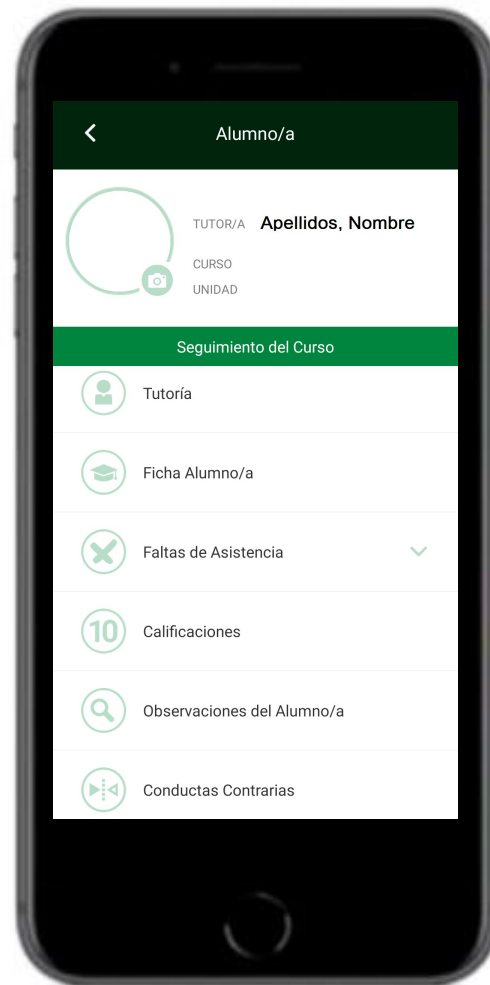 Alumno/a
TUTOR/A Apellidos, Nombre
CURSO
UNIDAD
Seguimiento del Curso
Tutoría
Ficha Alumno/a
Faltas de Asistencia
10 Calificaciones
Observaciones del Alumno/a
Conductas Contrarias